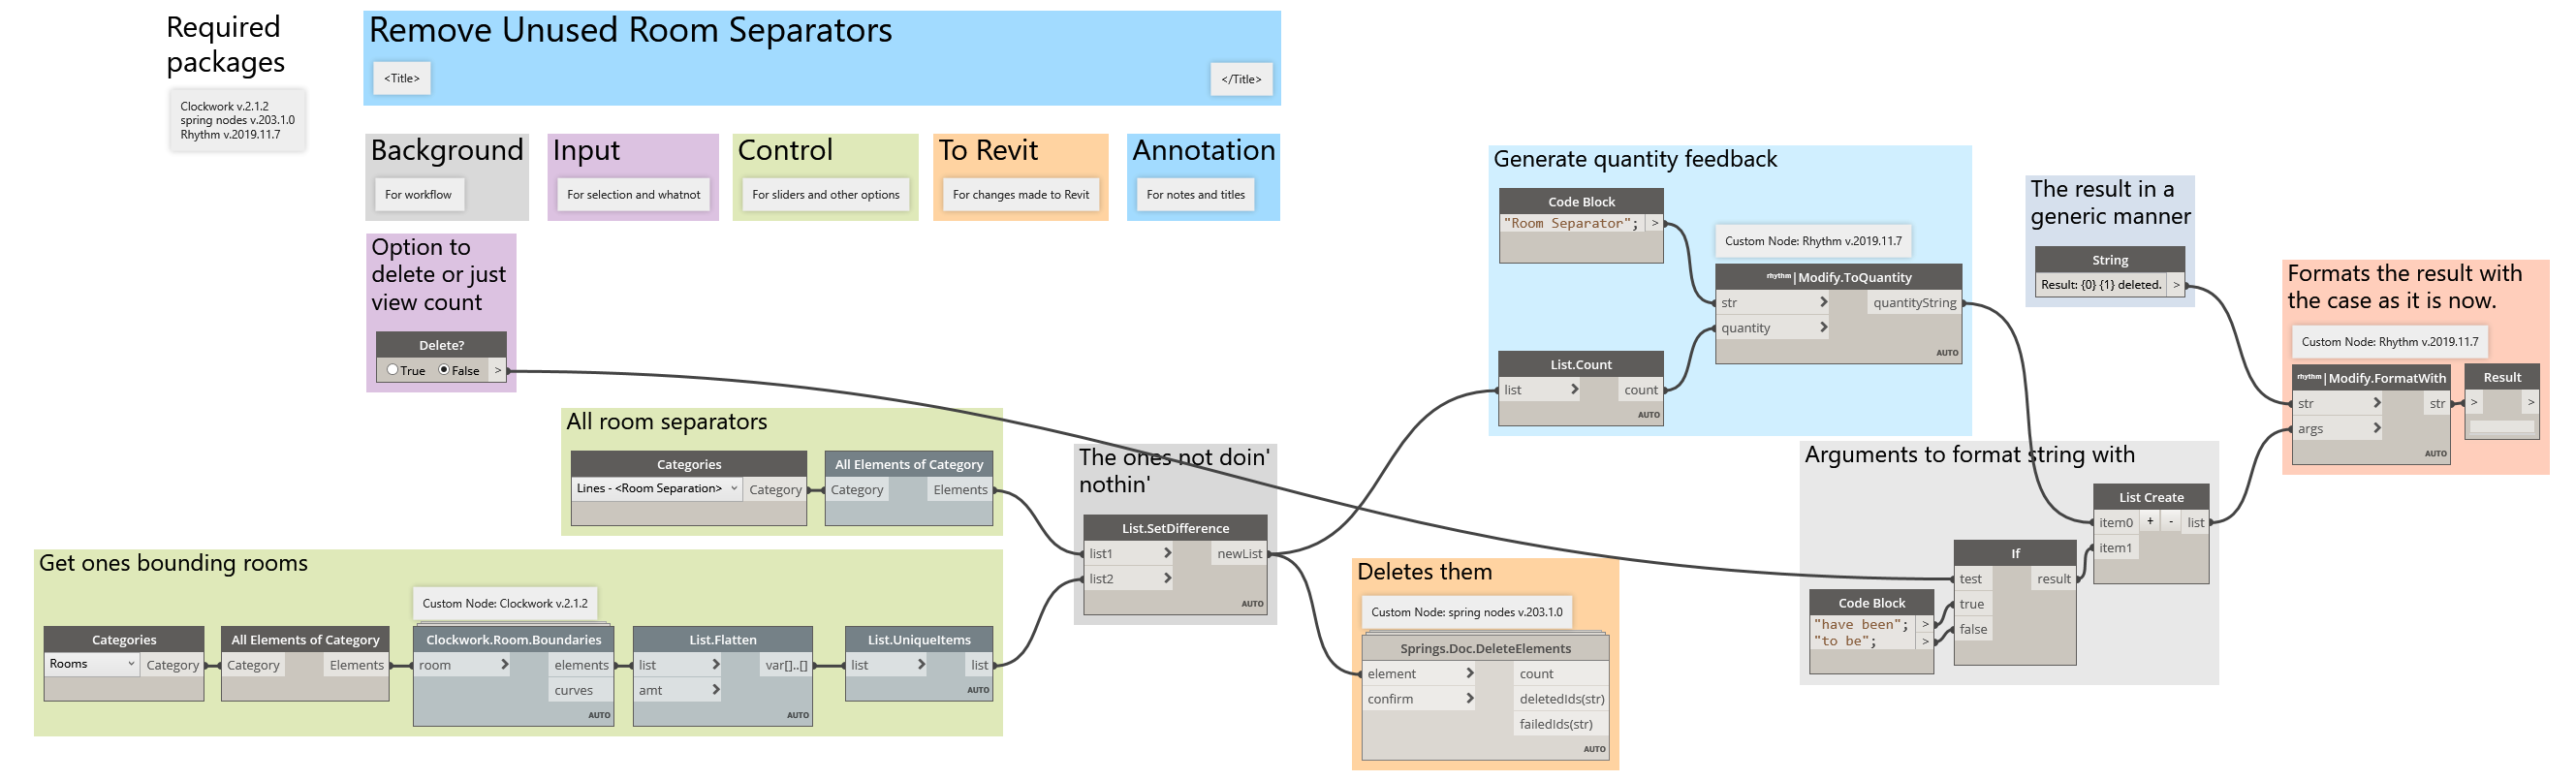 Required
packages
Clockwork v.2.1.2
spring nodes v.203.1.0
Rhythm v.2019.11.7
Remove Unused Room Separators
<Title>
</Title>
Background
For workflow
Input
For selection and whatnot
Control
For sliders and other options
To Revit
For changes made to Revit
Annotation
For notes and titles
Option to
delete or just
view count
Delete?
True False >
All room separators
Categories
Lines - <Room Separation> Category
All Elements of Category
Category Elements
Get ones bounding rooms
Categories
Rooms Category
All Elements of Category
Category Elements
Custom Node: Clockwork v.2.1.2
Clockwork.Room.Boundaries
room > elements
curves
AUTO
List.Flatten
list > var[]..[]
amt >
AUTO
List.UniqueItems
list > list
AUTO
The ones not doin'
nothin'
List.SetDifference
list1 > newList
list2 >
AUTO
Deletes them
Custom Node: spring nodes v.203.1.0
Springs.Doc.DeleteElements
element > count
confirm > deletedIds(str)
failedIds(str)
AUTO
Generate quantity feedback
Code Block
"Room Separator"; >
List.Count
list > count
AUTO
Custom Node: Rhythm v.2019.11.7
rhythm|Modify.ToQuantity
str > quantityString
quantity >
AUTO
Arguments to format string with
Code Block
"have been"; >
"to be"; >
If
test result
true
false
List Create
item0 + - list
item1
The result in a
generic manner
String
Result: {0} {1} deleted. >
Formats the result with
the case as it is now.
Custom Node: Rhythm v.2019.11.7
rhythm|Modify.FormatWith
str > str
args >
AUTO
Result
> >